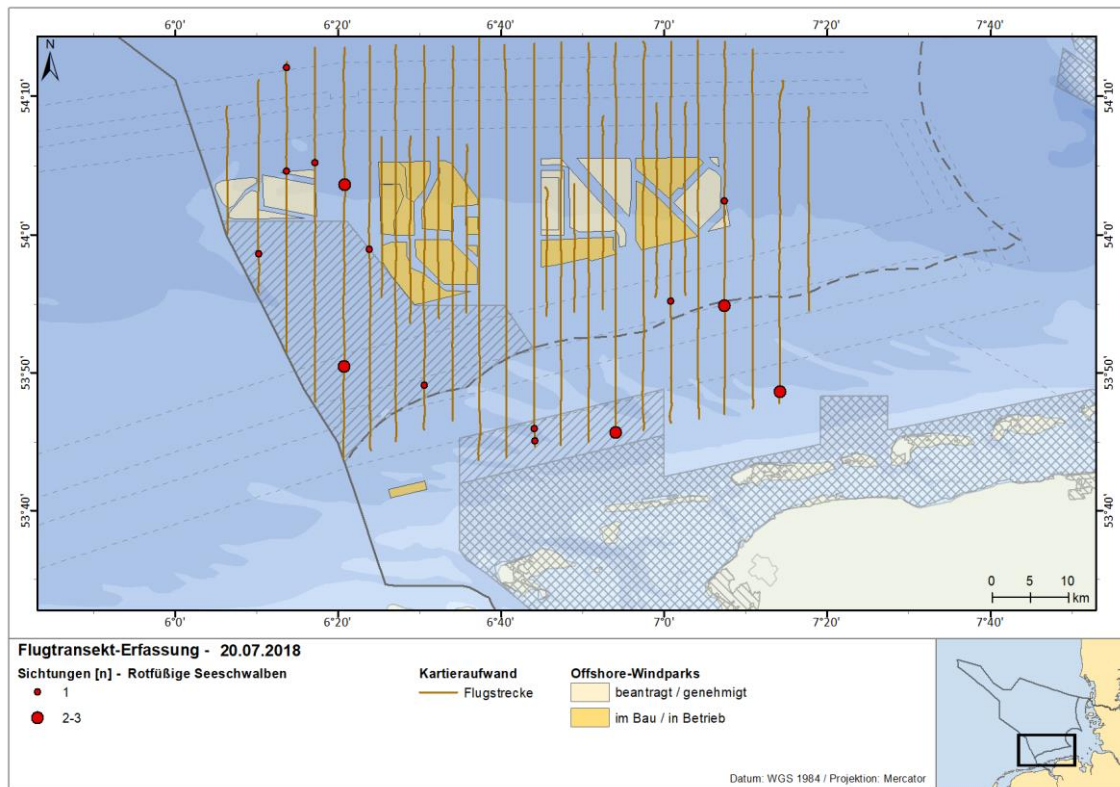 6°0' 6°20' 6°40' 7°0' 7°20' 7°40'
N
54°10' 54°10'
54°0' 54°0'
53°50' 53°50'
53°40' 53°40'
0 5 10
km
6°0' 6°20' 6°40' 7°0' 7°20' 7°40'
Flugtransekt-Erfassung - 20.07.2018
Sichtungen [n] - Rotfüßige Seeschwalben
1
2-3
Kartieraufwand
Flugstrecke
Offshore-Windparks
beantragt / genehmigt
im Bau / in Betrieb
Datum: WGS 1984 / Projektion: Mercator